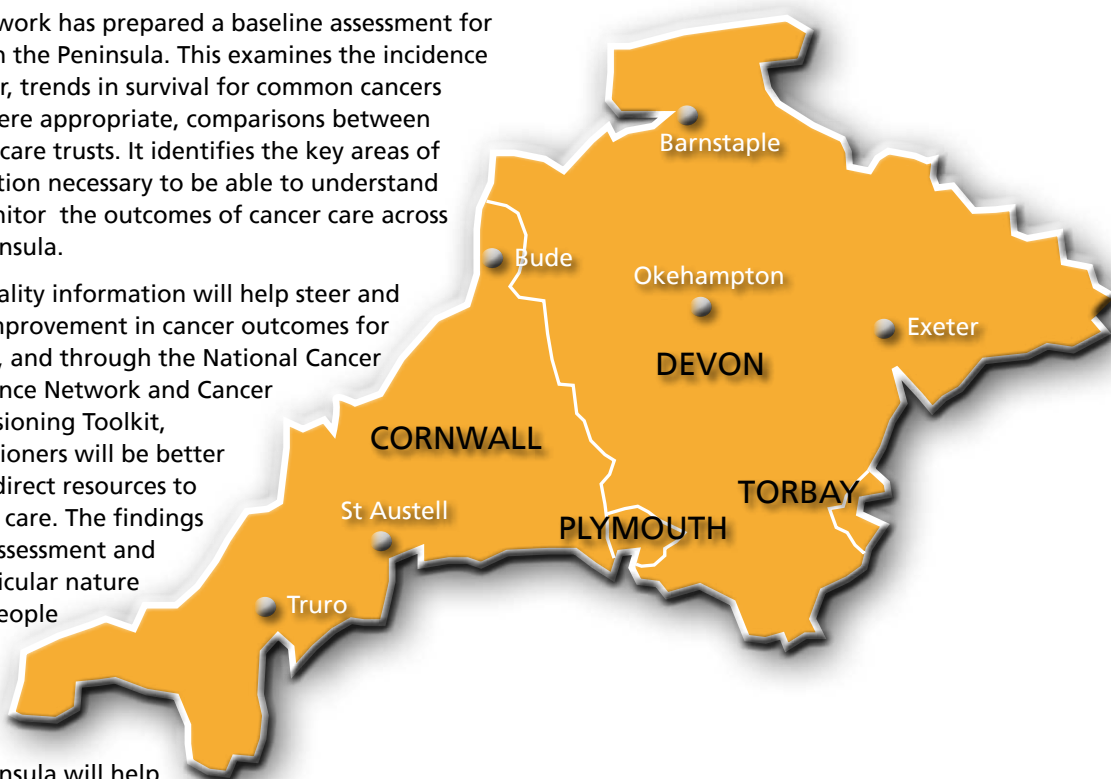 work has prepared a baseline assessment for
n the Peninsula. This examines the incidence
r, trends in survival for common cancers
ere appropriate, comparisons between
care trusts. It identifies the key areas of
tion necessary to be able to understand
nitor the outcomes of cancer care across
nsula.
ality information will help steer and
mprovement in cancer outcomes for
, and through the National Cancer
nce Network and Cancer
sioning Toolkit,
ioners will be better
direct resources to
care. The findings
ssessment and
icular nature
eople
nsula will help
Barnstaple
Bude
Okehampton
Exeter
DEVON
CORNWALL
TORBAY
St Austell
PLYMOUTH
Truro